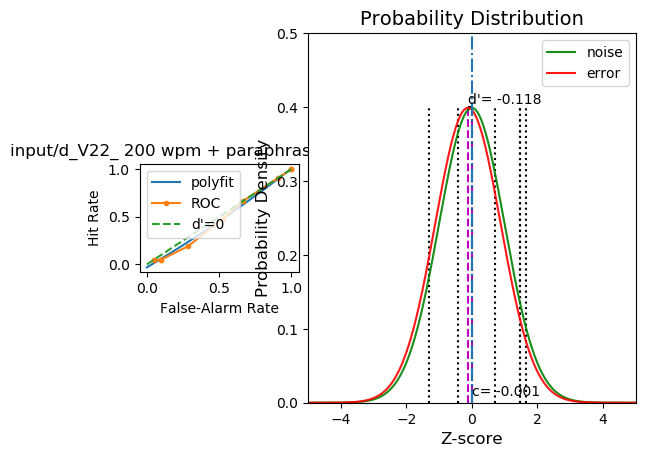 input/d_V22_ 200 wpm + paraphras
polyfit
ROC
d'=0
Hit Rate
1.0
0.5
0.0
0.0
0.5
1.0
False-Alarm Rate
Probability Distribution
noise
error
d'= -0.118
c= -0.001
Probability Density
0.5
0.4
0.3
0.2
0.1
0.0
−4
−2
0
2
4
Z-score